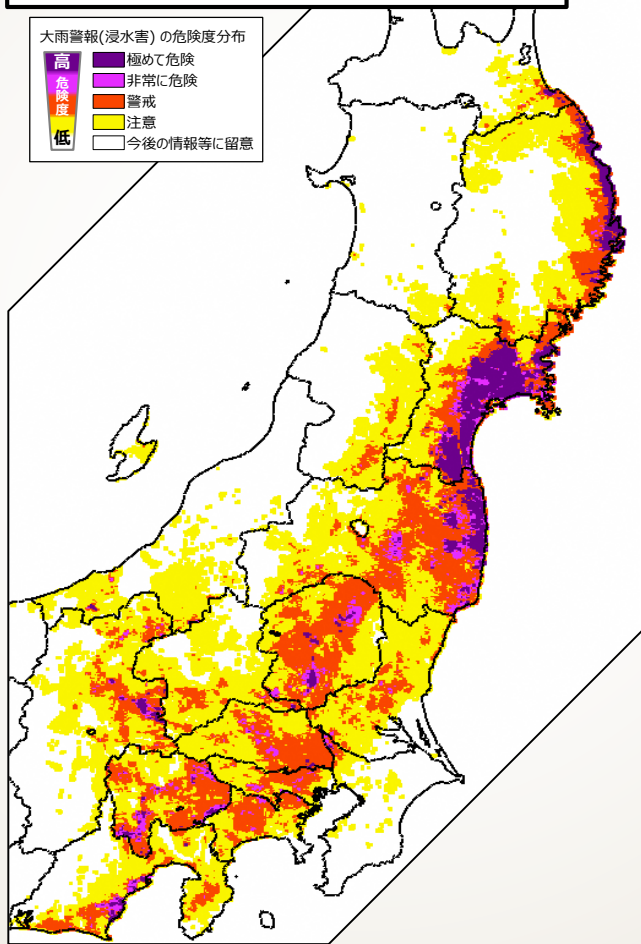 大雨警報(浸水害) の危険度分布
高
危険度
低
極めて危険
非常に危険
警戒
注意
今後の情報等に留意